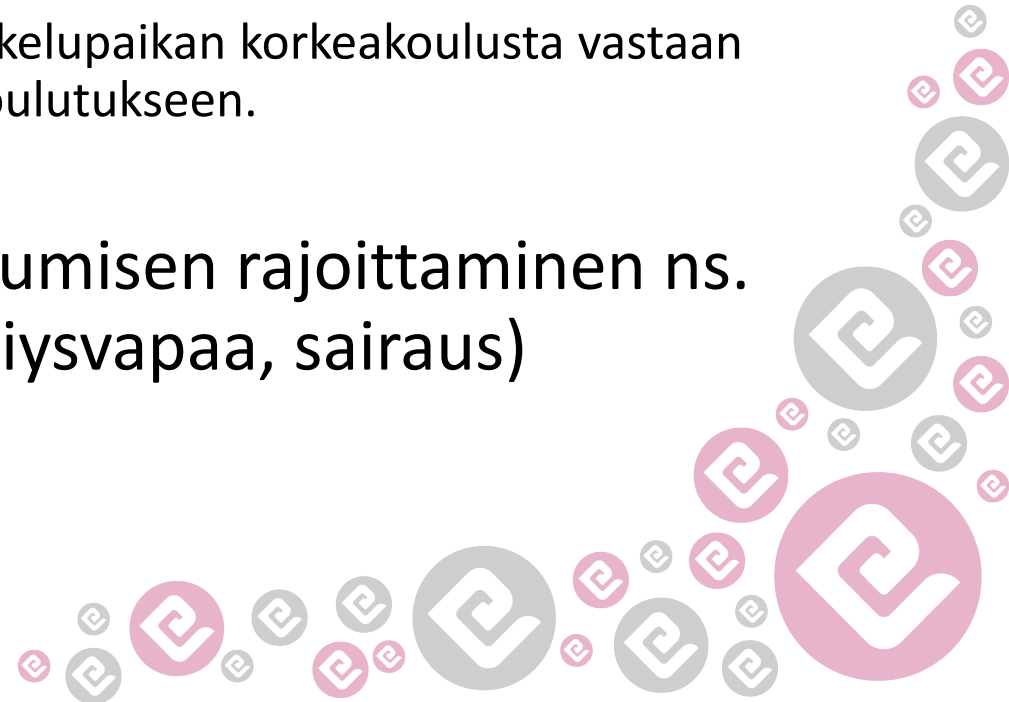 kelupaikan korkeakoulusta vastaan
oulutukseen.
umisen rajoittaminen ns.
iysvapaa, sairaus)